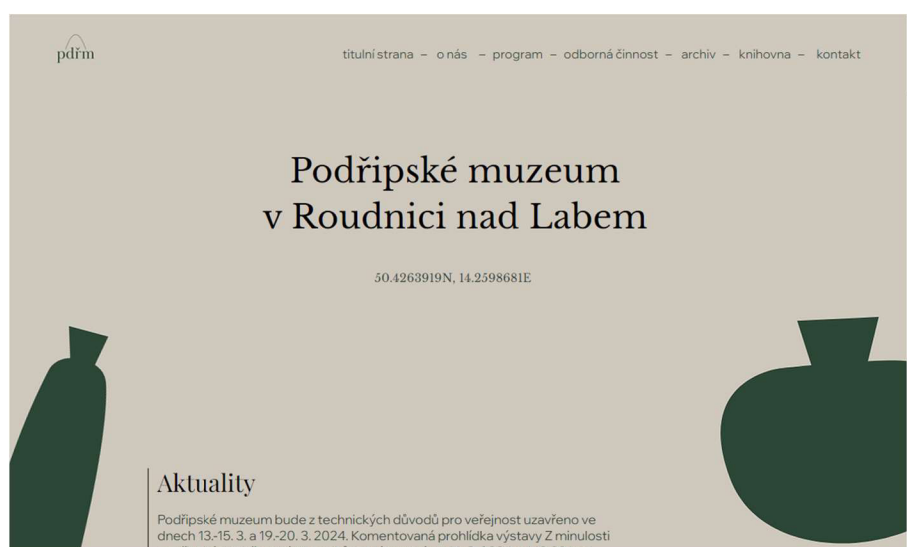 pdřm
titulní strana – o nás – program – odborná činnost – archiv – knihovna – kontakt
Podřipské muzeum
v Roudnici nad Labem
50.4263919N, 14.2598681E
Aktuality
Podřipské muzeum bude z technických důvodů pro veřejnost uzavřeno ve
dnech 13.-15. 3. a 19.-20. 3. 2024. Komentovaná prohlídka výstavy Z minulosti